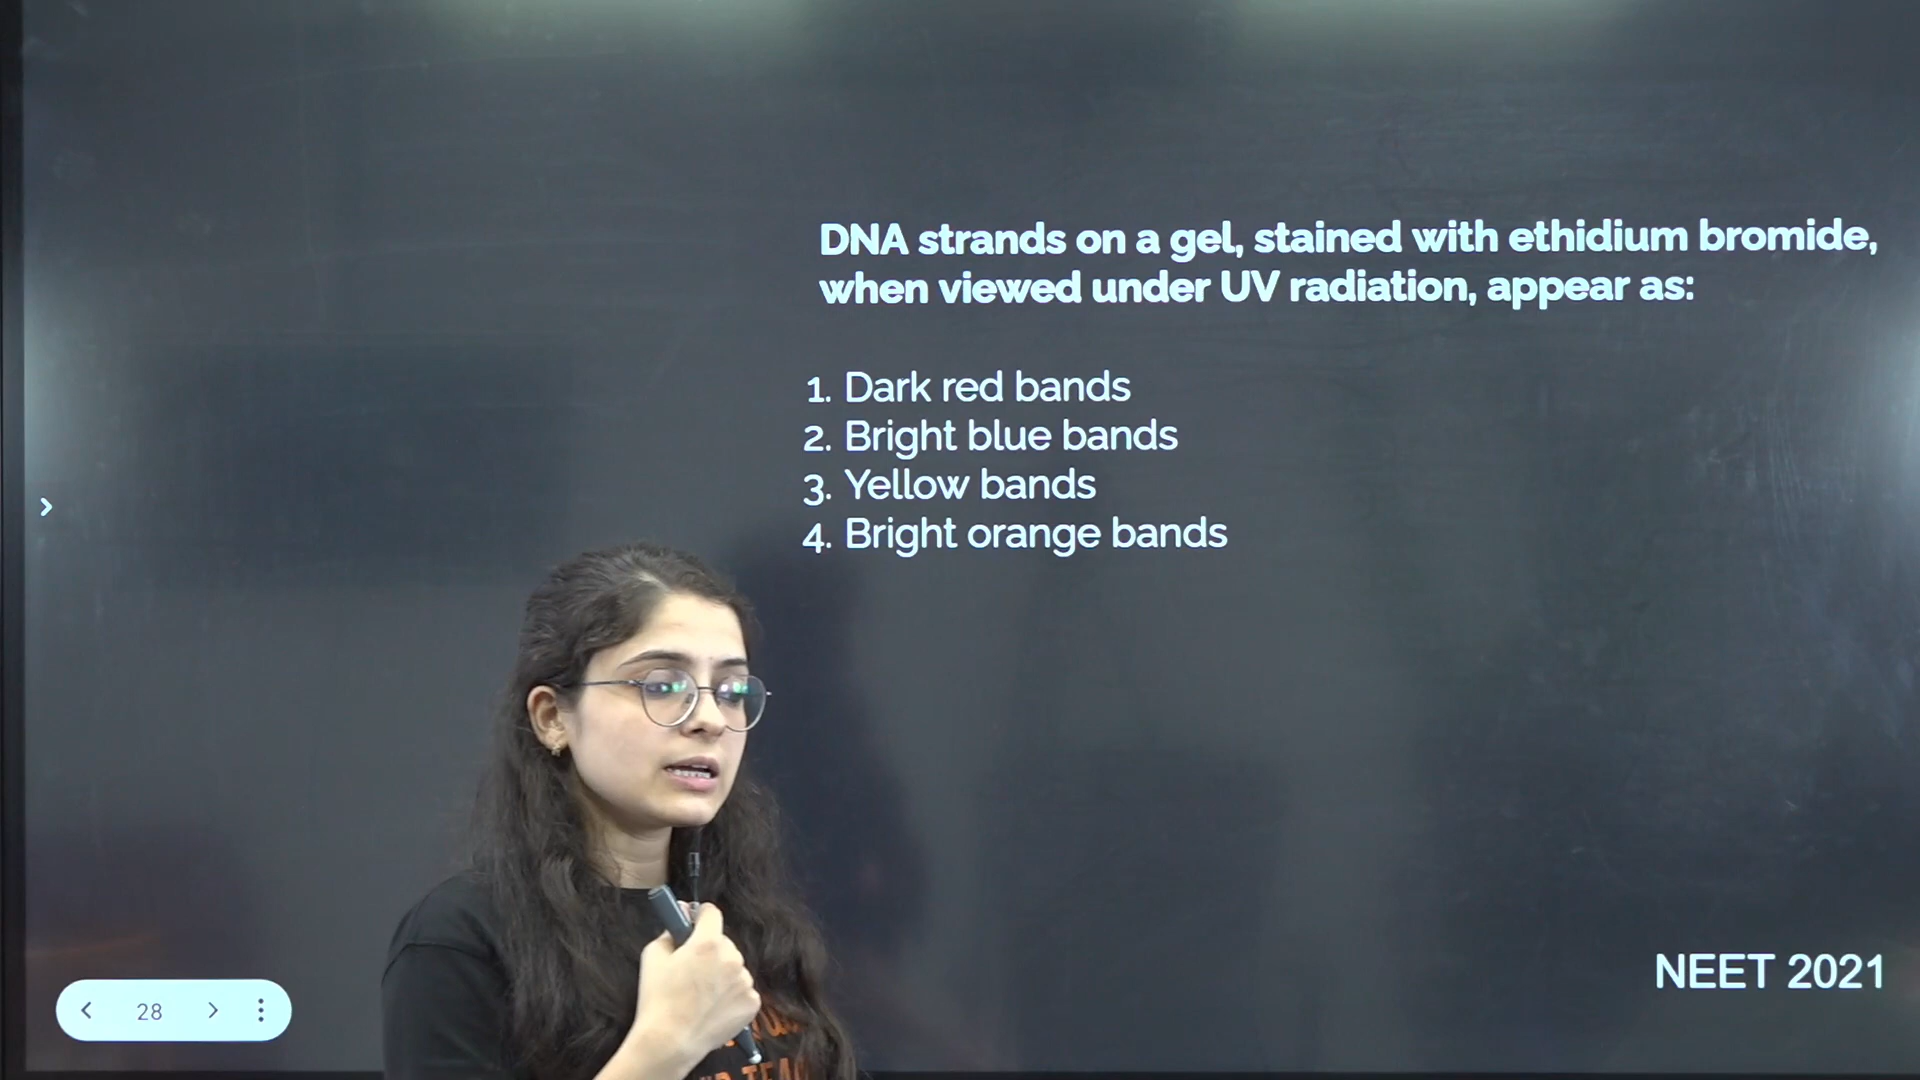 DNA strands on a gel, stained with ethidium bromide,
when viewed under UV radiation, appear as:
1. Dark red bands
2. Bright blue bands
3. Yellow bands
4. Bright orange bands
NEET 2021
28